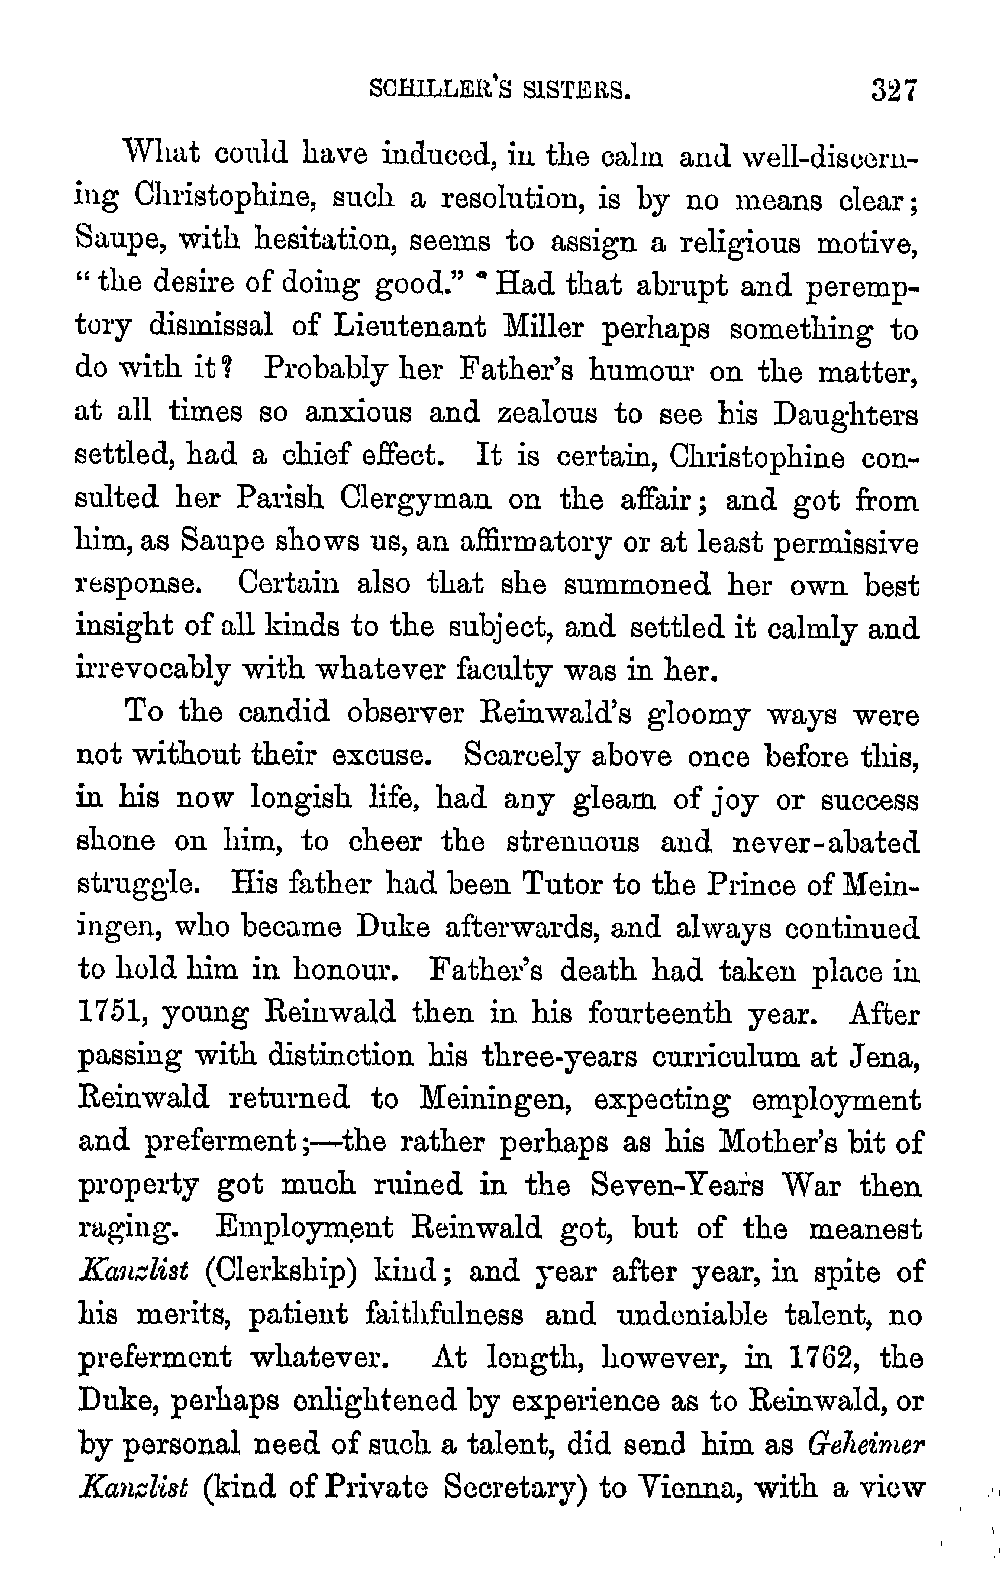 SCHILLER'S SISTERS. 327
What could have induced, in the calm and well-discern-
ing Christophine, such a resolution, is by no means clear;
Saupe, with hesitation, seems to assign a religious motive,
“the desire of doing good.” Had that abrupt and peremp-
tory dismissal of Lieutenant Miller perhaps something to
do with it? Probably her Father's humour on the matter,
at all times so anxious and zealous to see his Daughters
settled, had a chief effect. It is certain, Christophine con-
sulted her Parish Clergyman on the affair; and got from
him, as Saupe shows us, an affirmatory or at least permissive
response. Certain also that she summoned her own best
insight of all kinds to the subject, and settled it calmly and
irrevocably with whatever faculty was in her.
To the candid observer Reinwald's gloomy ways were
not without their excuse. Scarcely above once before this,
in his now longish life, had any gleam of joy or success
shone on him, to cheer the strenuous and never-abated
struggle. His father had been Tutor to the Prince of Mein-
ingen, who became Duke afterwards, and always continued
to hold him in honour. Father's death had taken place in
1751, young Reinwald then in his fourteenth year. After
passing with distinction his three-years curriculum at Jena,
Reinwald returned to Meiningen, expecting employment
and preferment;—the rather perhaps as his Mother's bit of
property got much ruined in the Seven-Years War then
raging. Employment Reinwald got, but of the meanest
Kanzlist (Clerkship) kind; and year after year, in spite of
his merits, patient faithfulness and undeniable talent, no
preferment whatever. At length, however, in 1762, the
Duke, perhaps enlightened by experience as to Reinwald, or
by personal need of such a talent, did send him as Geheimer
Kanzlist (kind of Private Secretary) to Vienna, with a view